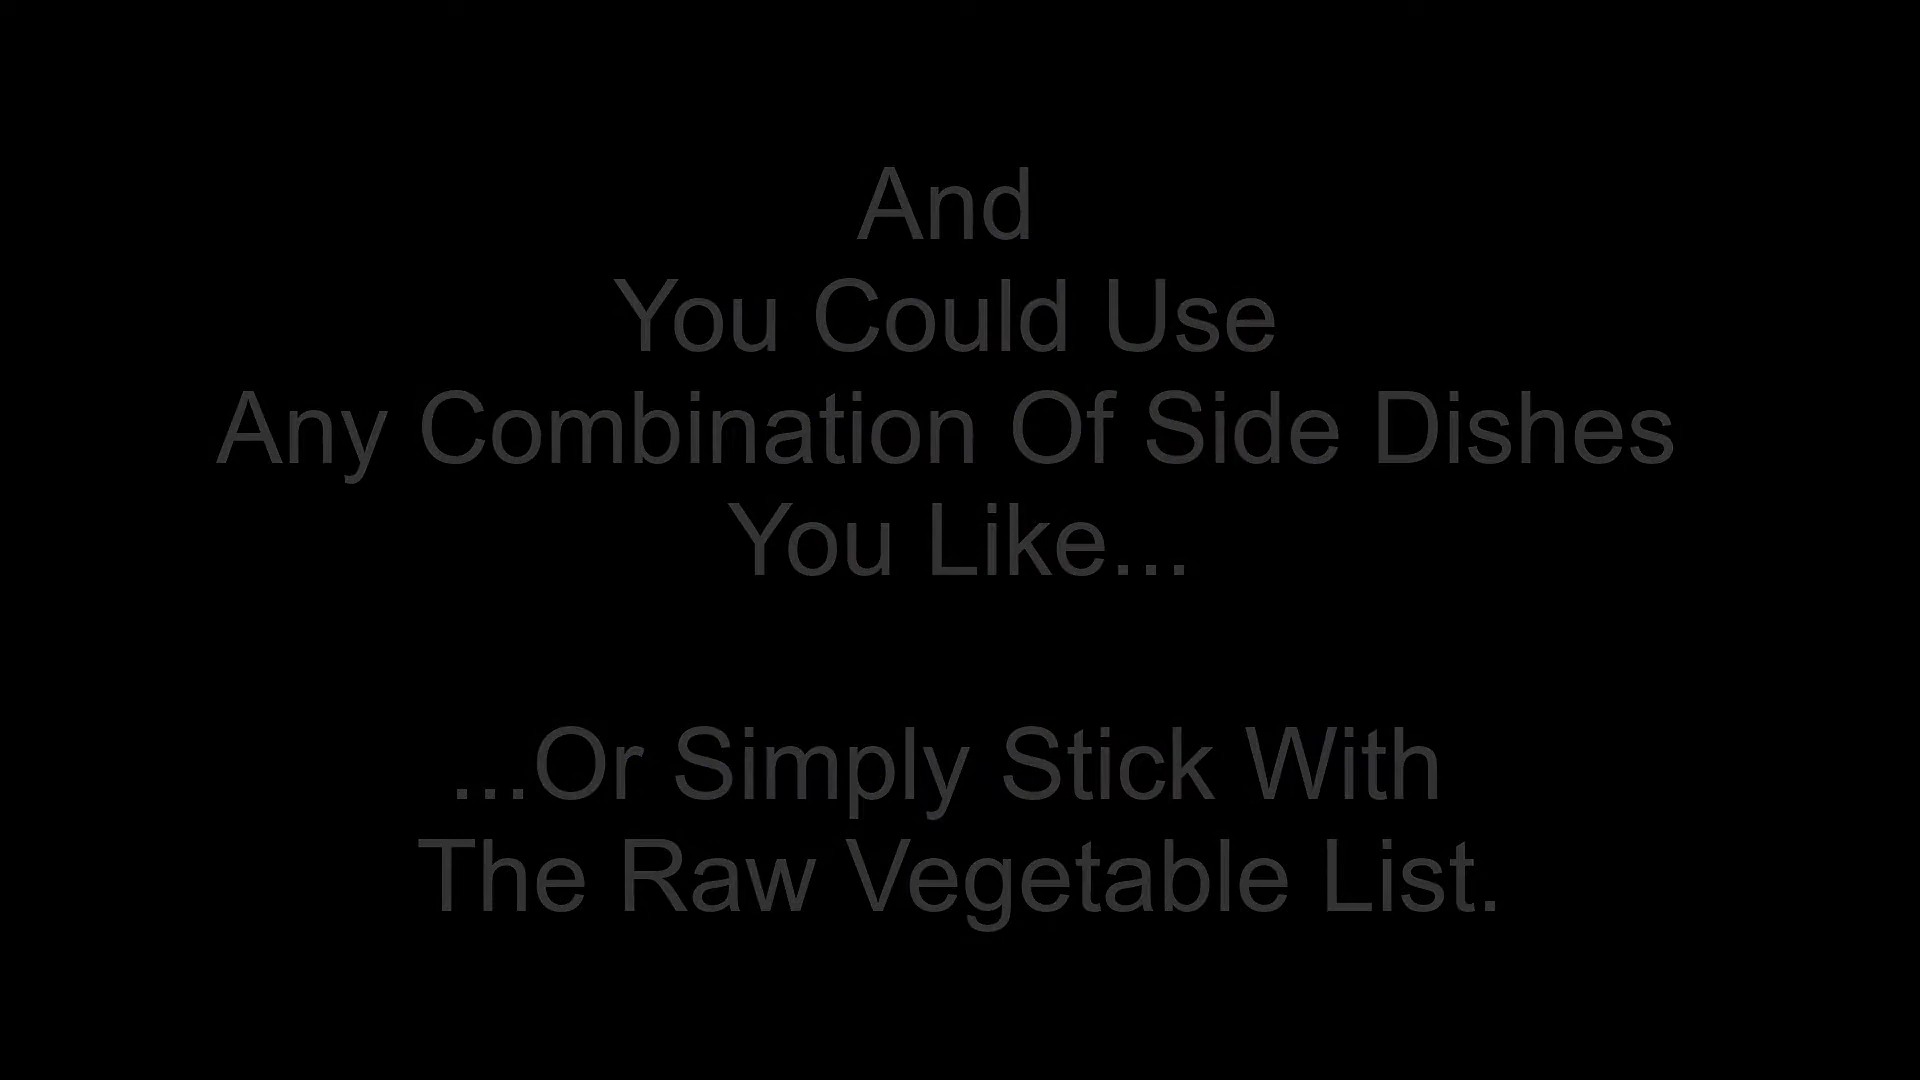 And
You Could Use
Any Combination Of Side Dishes
You Like...
...Or Simply Stick With
The Raw Vegetable List.